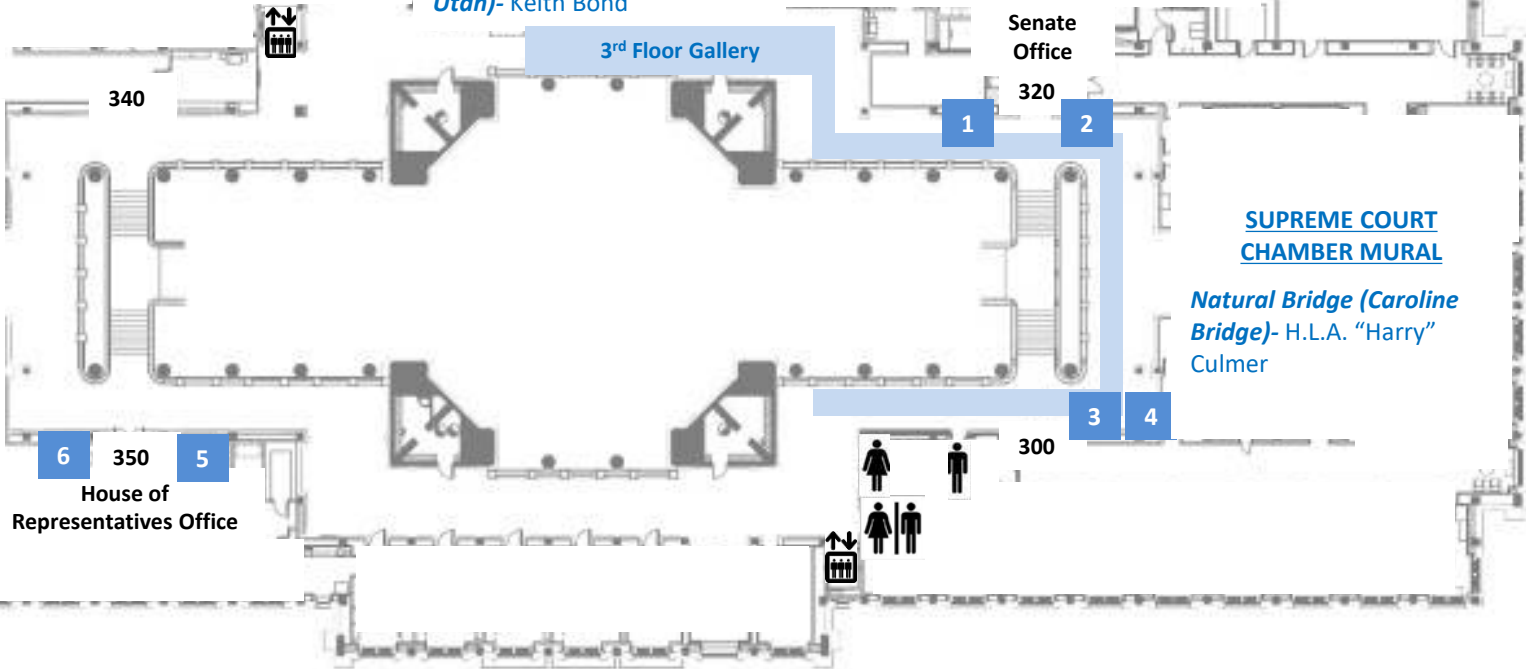 Utah)- Keith Bond
3rd Floor Gallery
Senate
Office
320
340
1
2
SUPREME COURT
CHAMBER MURAL
Natural Bridge (Caroline
Bridge)- H.L.A. “Harry”
Culmer
3
4
300
6
350
5
House of
Representatives Office